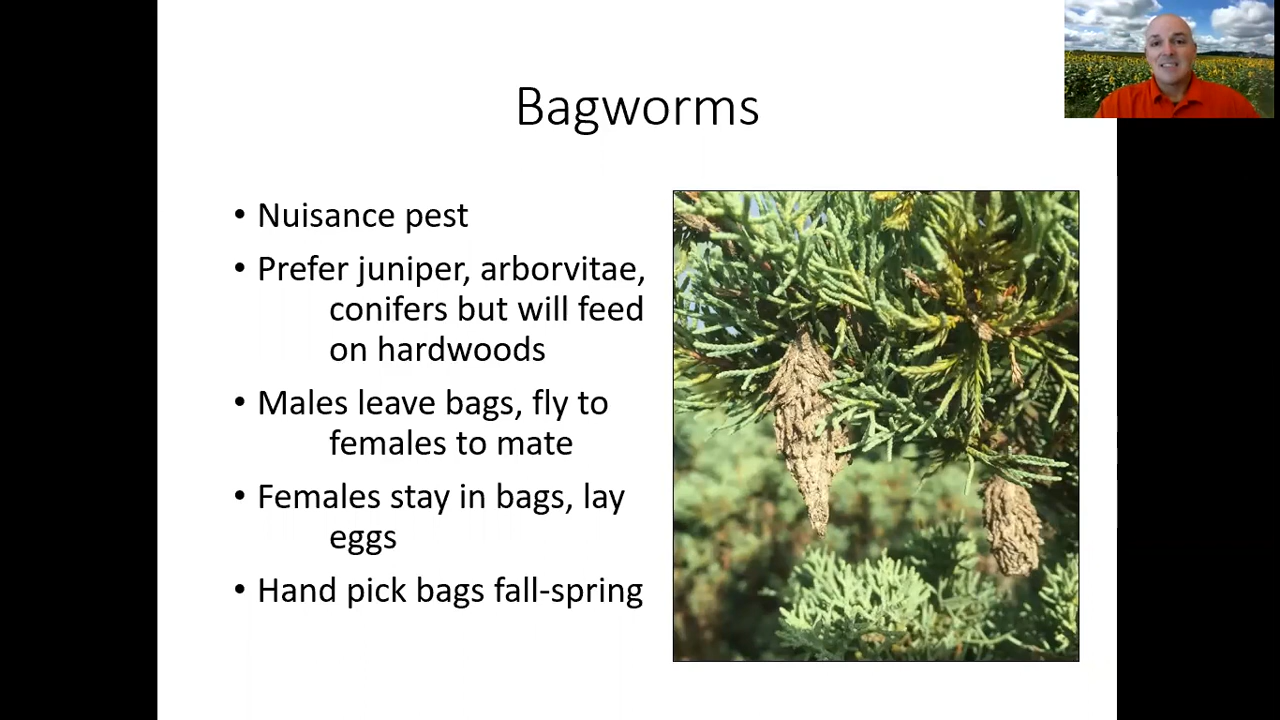 Bagworms
• Nuisance pest
• Prefer juniper, arborvitae,
conifers but will feed
on hardwoods
• Males leave bags, fly to
females to mate
• Females stay in bags, lay
eggs
• Hand pick bags fall-spring